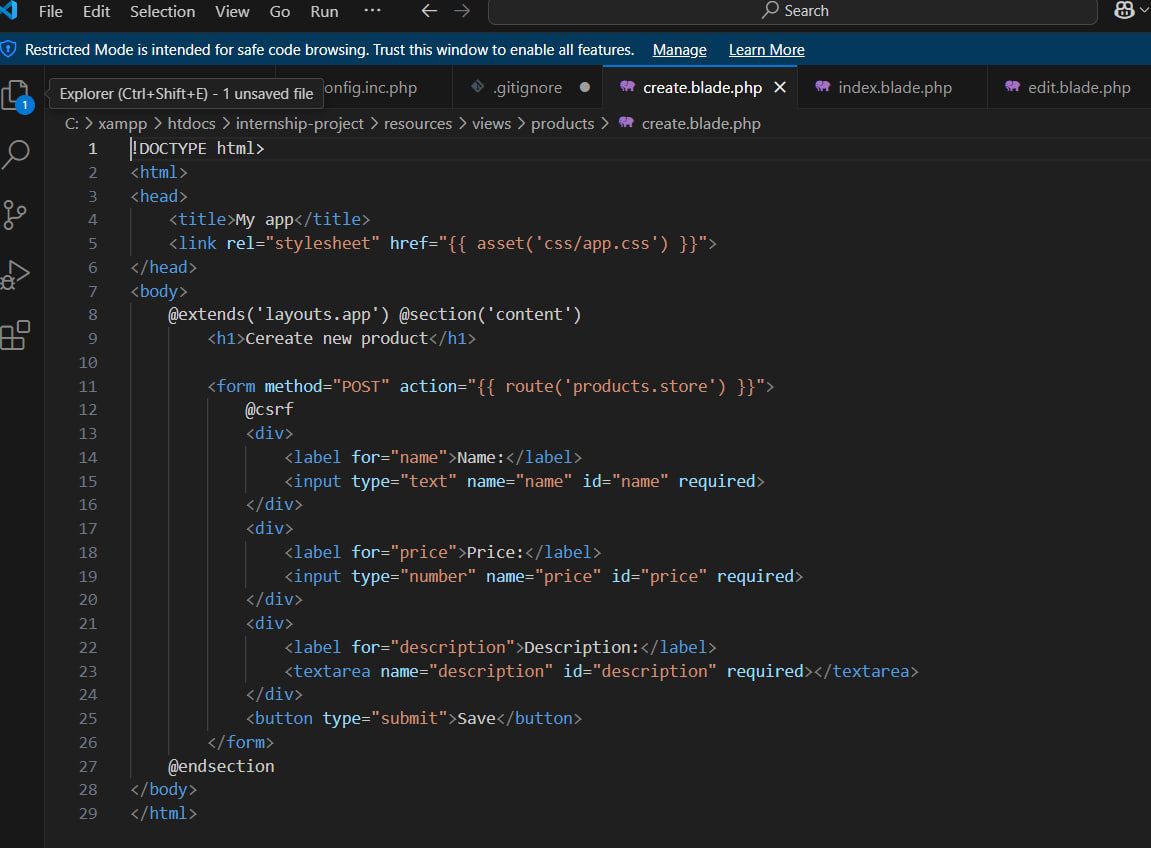 File Edit Selection View Go Run ··· Search
Restricted Mode is intended for safe code browsing. Trust this window to enable all features. Manage Learn More
1
Explorer (Ctrl+Shift+E) - 1 unsaved file
onfig.inc.php .gitignore create.blade.php index.blade.php edit.blade.php
C: > xampp > htdocs > internship-project > resources > views > products > create.blade.php
1 !DOCTYPE html>
2 <html>
3 <head>
4 <title>My app</title>
5 <link rel="stylesheet" href="{{ asset('css/app.css') }}">
6 </head>
7 <body>
8 @extends('layouts.app') @section('content')
9 <h1>Cereate new product</h1>
10
11 <form method="POST" action="{{ route('products.store') }}">
12 @csrf
13 <div>
14 <label for="name">Name:</label>
15 <input type="text" name="name" id="name" required>
16 </div>
17 <div>
18 <label for="price">Price:</label>
19 <input type="number" name="price" id="price" required>
20 </div>
21 <div>
22 <label for="description">Description:</label>
23 <textarea name="description" id="description" required></textarea>
24 </div>
25 <button type="submit">Save</button>
26 </form>
27 @endsection
28 </body>
29 </html>